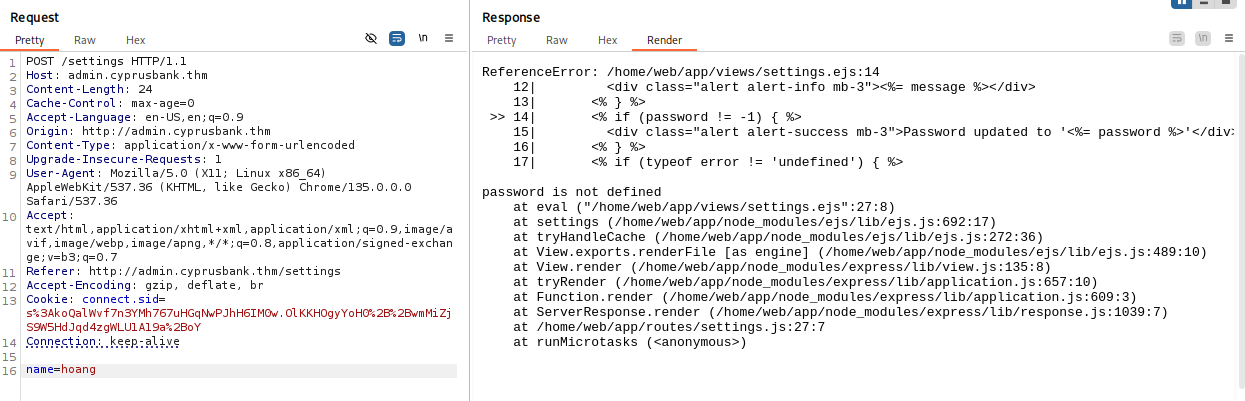 Request
Pretty Raw Hex \n
1 POST /settings HTTP/1.1
2 Host: admin.cyprusbank.thm
3 Content-Length: 24
4 Cache-Control: max-age=0
5 Accept-Language: en-US,en;q=0.9
6 Origin: http://admin.cyprusbank.thm
7 Content-Type: application/x-www-form-urlencoded
8 Upgrade-Insecure-Requests: 1
9 User-Agent: Mozilla/5.0 (X11; Linux x86_64)
AppleWebKit/537.36 (KHTML, like Gecko) Chrome/135.0.0.0
Safari/537.36
10 Accept:
text/html,application/xhtml+xml,application/xml;q=0.9,image/a
vif,image/webp,image/apng,*/*;q=0.8,application/signed-exchan
ge;v=b3;q=0.7
11 Referer: http://admin.cyprusbank.thm/settings
12 Accept-Encoding: gzip, deflate, br
13 Cookie: connect.sid=
s%3AkoQalWvf7n3YMh767uHGqNwPJhH6IM0w.OlKKHOgyYoH0%2B%2BwmMiZj
S9W5HdJqd4zgWLU1A19a%2BoY
14 Connection: keep-alive
15
16 name=hoang
Response
Pretty Raw Hex Render \n
ReferenceError: /home/web/app/views/settings.ejs:14
12| <div class="alert alert-info mb-3"><%= message %></div>
13| <% } %>
>> 14| <% if (password != -1) { %>
15| <div class="alert alert-success mb-3">Password updated to '<%= password %>'</div>
16| <% } %>
17| <% if (typeof error != 'undefined') { %>
password is not defined
at eval ("/home/web/app/views/settings.ejs":27:8)
at settings (/home/web/app/node_modules/ejs/lib/ejs.js:692:17)
at tryHandleCache (/home/web/app/node_modules/ejs/lib/ejs.js:272:36)
at View.exports.renderFile [as engine] (/home/web/app/node_modules/ejs/lib/ejs.js:489:10)
at View.render (/home/web/app/node_modules/express/lib/view.js:135:8)
at tryRender (/home/web/app/node_modules/express/lib/application.js:657:10)
at Function.render (/home/web/app/node_modules/express/lib/application.js:609:3)
at ServerResponse.render (/home/web/app/node_modules/express/lib/response.js:1039:7)
at /home/web/app/routes/settings.js:27:7
at runMicrotasks (<anonymous>)